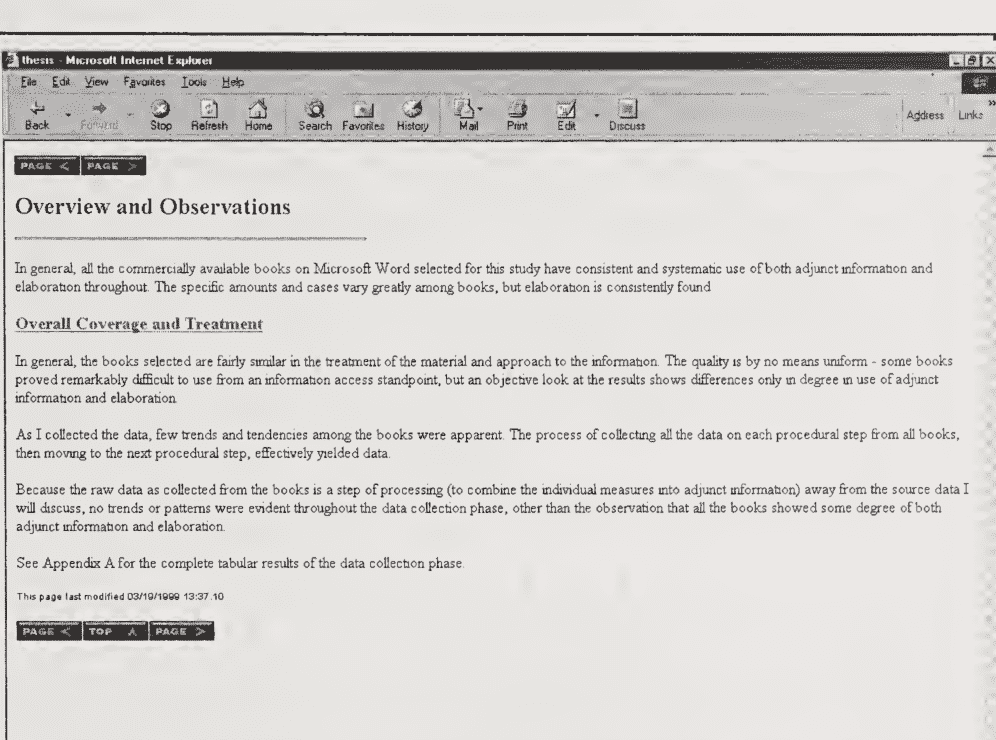 thesis - Microsoft Internet Explorer
File Edit View Favorites Tools Help
Back Forward Stop Refresh Home Search Favorites History Mail Print Edit Discuss Address Links »
PAGE < PAGE >
Overview and Observations
In general, all the commercially available books on Microsoft Word selected for this study have consistent and systematic use of both adjunct information and
elaboration throughout. The specific amounts and cases vary greatly among books, but elaboration is consistently found
Overall Coverage and Treatment
In general, the books selected are fairly similar in the treatment of the material and approach to the information. The quality is by no means uniform - some books
proved remarkably difficult to use from an information access standpoint, but an objective look at the results shows differences only in degree in use of adjunct
information and elaboration
As I collected the data, few trends and tendencies among the books were apparent. The process of collecting all the data on each procedural step from all books,
then moving to the next procedural step, effectively yielded data.
Because the raw data as collected from the books is a step of processing (to combine the individual measures into adjunct information) away from the source data I
will discuss, no trends or patterns were evident throughout the data collection phase, other than the observation that all the books showed some degree of both
adjunct information and elaboration.
See Appendix A for the complete tabular results of the data collection phase.
This page last modified 03/19/1999 13:37.10
PAGE < TOP ∧ PAGE >